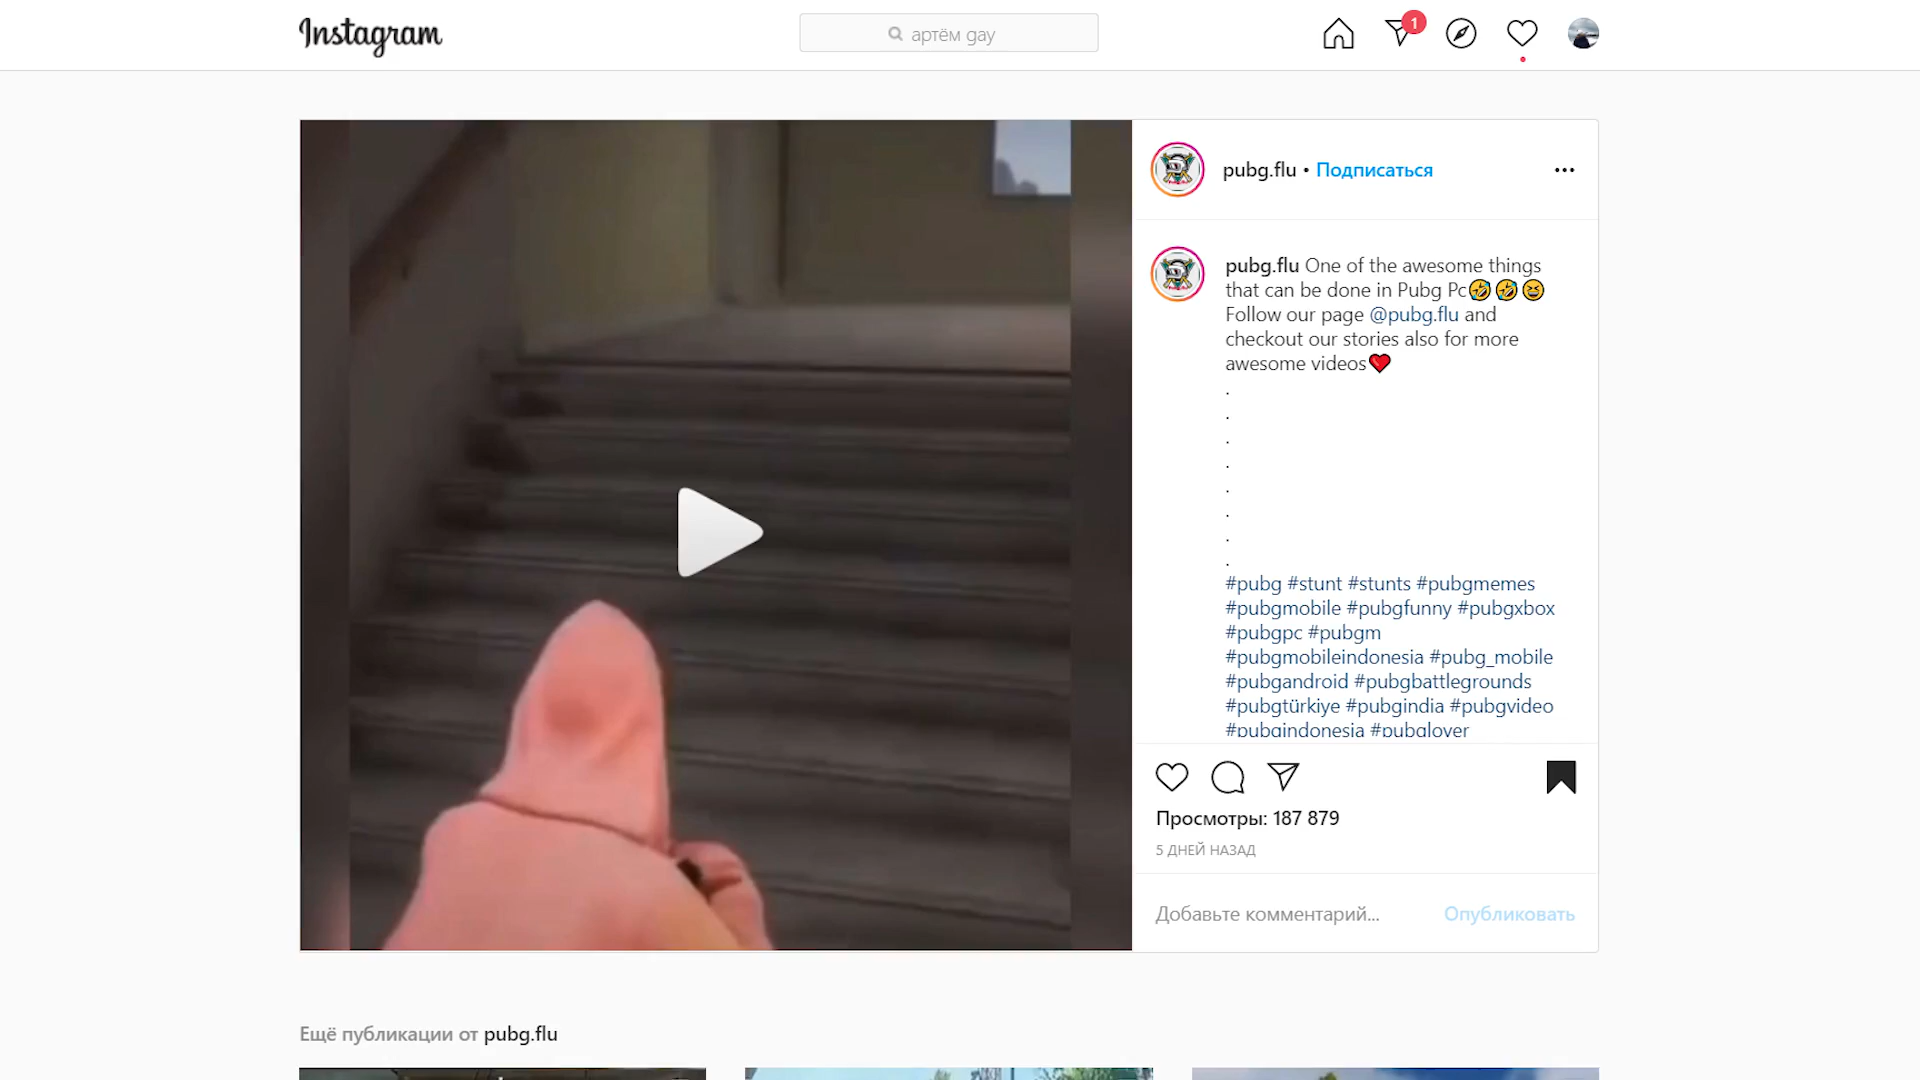 Instagram
артём gay
1
pubg.flu • Подписаться
pubg.flu One of the awesome things
that can be done in Pubg Pc🤣🤣😆
Follow our page @pubg.flu and
checkout our stories also for more
awesome videos❤️
.
.
.
.
.
.
.
.
#pubg #stunt #stunts #pubgmemes
#pubgmobile #pubgfunny #pubgxbox
#pubgpc #pubgm
#pubgmobileindonesia #pubg_mobile
#pubgandroid #pubgbattlegrounds
#pubgtürkiye #pubgindia #pubgvideo
#pubgindonesia #pubglover
Просмотры: 187 879
5 ДНЕЙ НАЗАД
Добавьте комментарий... Опубликовать
Ещё публикации от pubg.flu